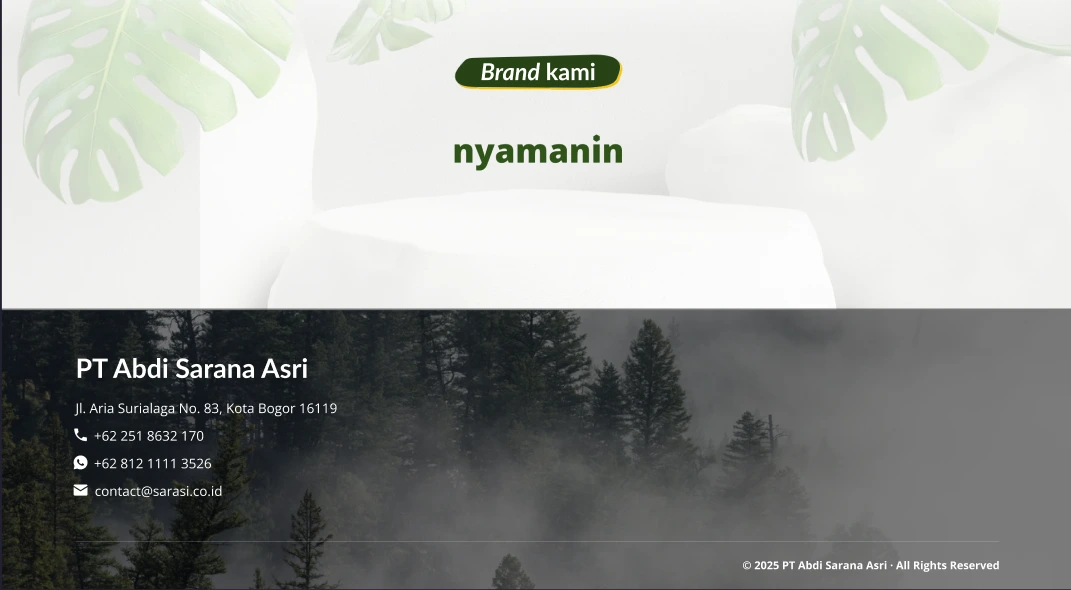 Brand kami
nyamanin
PT Abdi Sarana Asri
Jl. Aria Surialaga No. 83, Kota Bogor 16119
+62 251 8632 170
+62 812 1111 3526
contact@sarasi.co.id
© 2025 PT Abdi Sarana Asri · All Rights Reserved